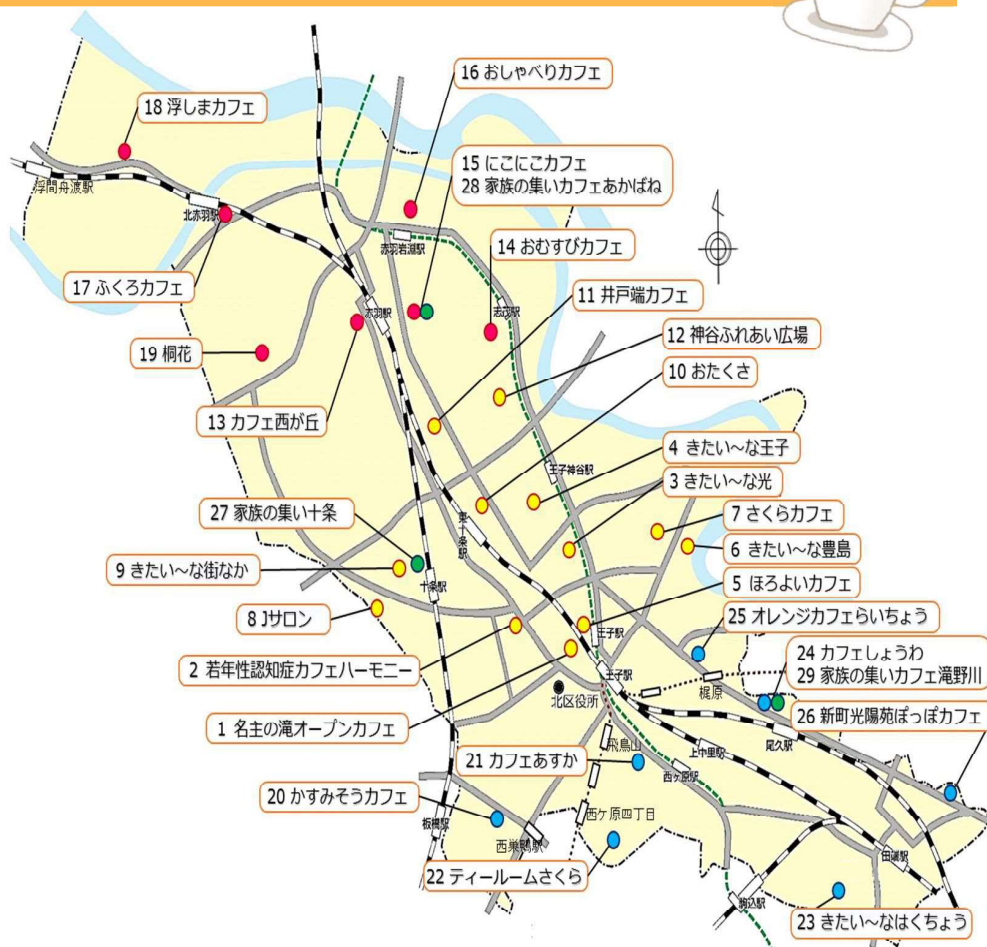 16 おしゃべりカフェ
18 浮しまカフェ
15 にこにこカフェ
28 家族の集いカフェあかばね
浮間舟渡駅
北赤羽駅
赤羽岩淵駅
14 おむすびカフェ
17 ふくろカフェ
11 井戸端カフェ
赤羽駅
志茂駅
12 神谷ふれあい広場
19 桐花
10 おたくさ
13 カフェ西が丘
4 きたい~な王子
王子神谷駅
3 きたい~な光
27 家族の集い十条
東十条駅
7 さくらカフェ
6 きたい~な豊島
9 きたい~な街なか
十条駅
5 ほろよいカフェ
8 Jサロン
25 オレンジカフェらいちょう
王子駅
2 若年性認知症カフェハーモニー
24 カフェしょうわ
29 家族の集いカフェ滝野川
王子駅
梶原
北区役所
1 名主の滝オープンカフェ
26 新町光陽苑ぽっぽカフェ
飛鳥山
上中里駅
尾久駅
21 カフェあすか
西ヶ原駅
20 かすみそうカフェ
西ケ原四丁目
板橋駅
西巣鴨駅
田端駅
22 ティールームさくら
駒込駅
23 きたい~なはくちょう